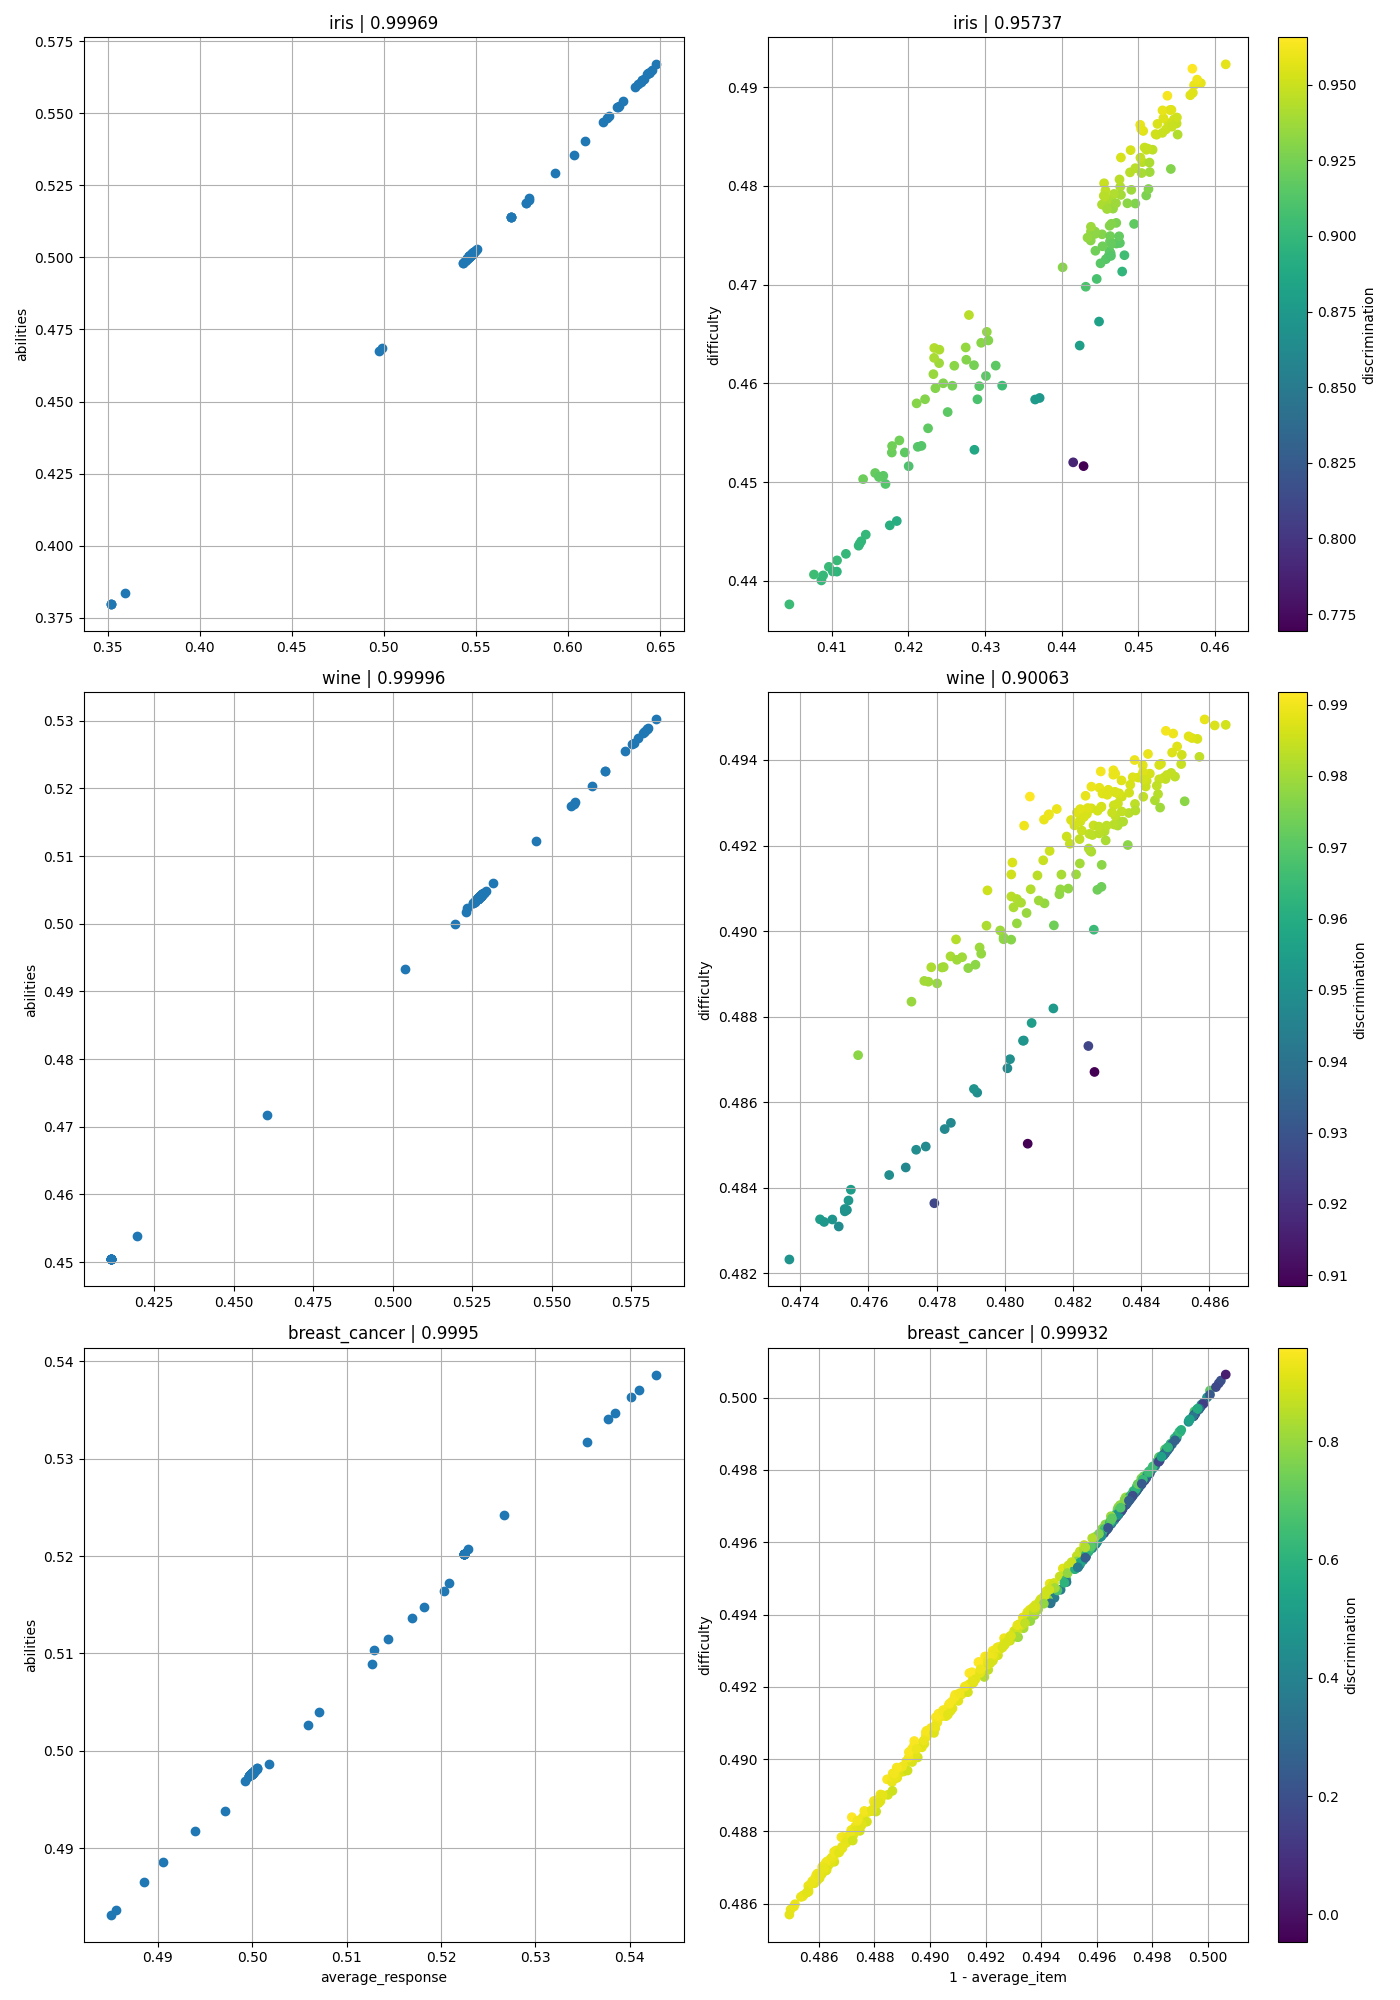 iris | 0.99969
0.575
0.550
0.525
0.500
0.475
0.450
0.425
0.400
0.375
abilities
0.35 0.40 0.45 0.50 0.55 0.60 0.65
iris | 0.95737
0.49
0.48
0.47
0.46
0.45
0.44
difficulty
0.41 0.42 0.43 0.44 0.45 0.46
0.950
0.925
0.900
0.875
0.850
0.825
0.800
0.775
discrimination
wine | 0.99996
0.53
0.52
0.51
0.50
0.49
0.48
0.47
0.46
0.45
abilities
0.425 0.450 0.475 0.500 0.525 0.550 0.575
wine | 0.90063
0.494
0.492
0.490
0.488
0.486
0.484
0.482
difficulty
0.474 0.476 0.478 0.480 0.482 0.484 0.486
0.99
0.98
0.97
0.96
0.95
0.94
0.93
0.92
0.91
discrimination
breast_cancer | 0.9995
0.54
0.53
0.52
0.51
0.50
0.49
abilities
0.49 0.50 0.51 0.52 0.53 0.54
average_response
breast_cancer | 0.99932
0.500
0.498
0.496
0.494
0.492
0.490
0.488
0.486
difficulty
0.486 0.488 0.490 0.492 0.494 0.496 0.498 0.500
1 - average_item
0.8
0.6
0.4
0.2
0.0
discrimination